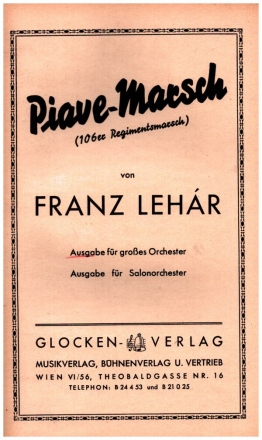 Piave-Marsch
(106er Regimentsmarsch)
von
FRANZ LEHÁR
Ausgabe für großes Orchester
Ausgabe für Salonorchester
GLOCKEN-VERLAG
MUSIKVERLAG, BÜHNENVERLAG U. VERTRIEB
WIEN VI/56, THEOBALDGASSE NR. 16
TELEPHON: B 24 4 53 und B 21 0 25